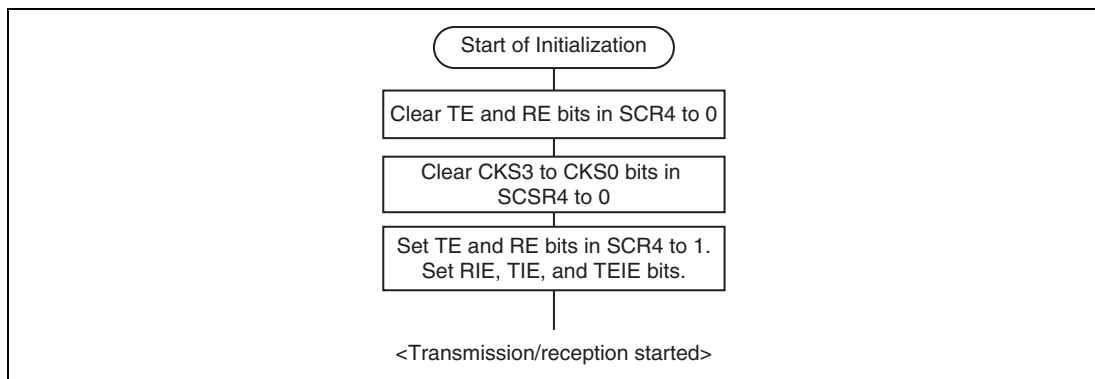 Start of Initialization
Clear TE and RE bits in SCR4 to 0
Clear CKS3 to CKS0 bits in
SCSR4 to 0
Set TE and RE bits in SCR4 to 1.
Set RIE, TIE, and TEIE bits.
<Transmission/reception started>